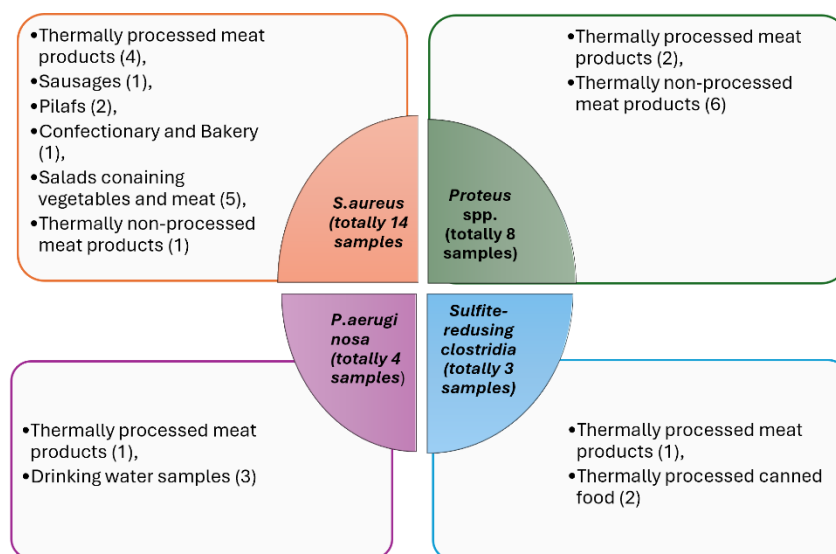 •Thermally processed meat
products (4),
•Sausages (1),
•Pilafs (2),
•Confectionary and Bakery
(1),
•Salads conaining
vegetables and meat (5),
•Thermally non-processed
meat products (1)
•Thermally processed meat
products (2),
•Thermally non-processed
meat products (6)
S.aureus
(totally 14
samples
Proteus
spp.
(totally 8
samples)
P.aerugi
nosa
(totally 4
samples)
Sulfite-
redusing
clostridia
(totally 3
samples)
•Thermally processed meat
products (1),
•Drinking water samples (3)
•Thermally processed meat
products (1),
•Thermally processed canned
food (2)